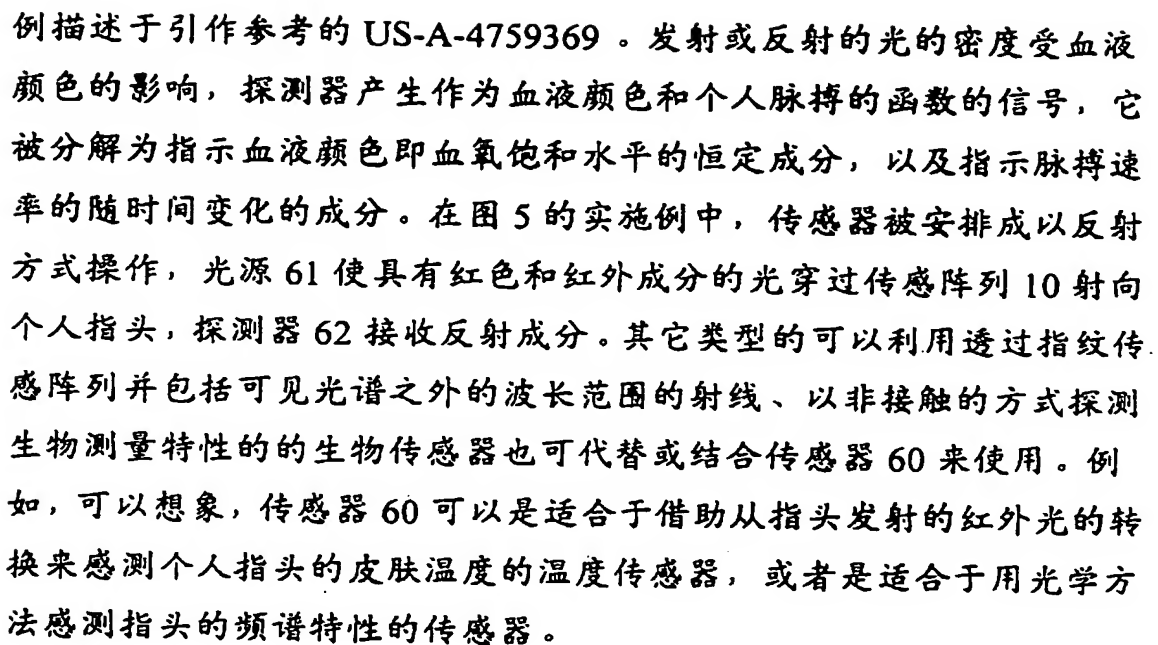 例描述于引作参考的 US-A-4759369 。发射或反射的光的密度受血液
颜色的影响，探测器产生作为血液颜色和个人脉搏的函数的信号，它
被分解为指示血液颜色即血氧饱和水平的恒定成分，以及指示脉搏速
率的随时间变化的成分。在图 5 的实施例中，传感器被安排成以反射
方式操作，光源 61 使具有红色和红外成分的光穿过传感阵列 10 射向
个人指头，探测器 62 接收反射成分。其它类型的可以利用透过指纹传
感阵列并包括可见光谱之外的波长范围的射线、以非接触的方式探测
生物测量特性的的生物传感器也可代替或结合传感器 60 来使用。例
如，可以想象，传感器 60 可以是适合于借助从指头发射的红外光的转
换来感测个人指头的皮肤温度的温度传感器，或者是适合于用光学方
法感测指头的频谱特性的传感器。